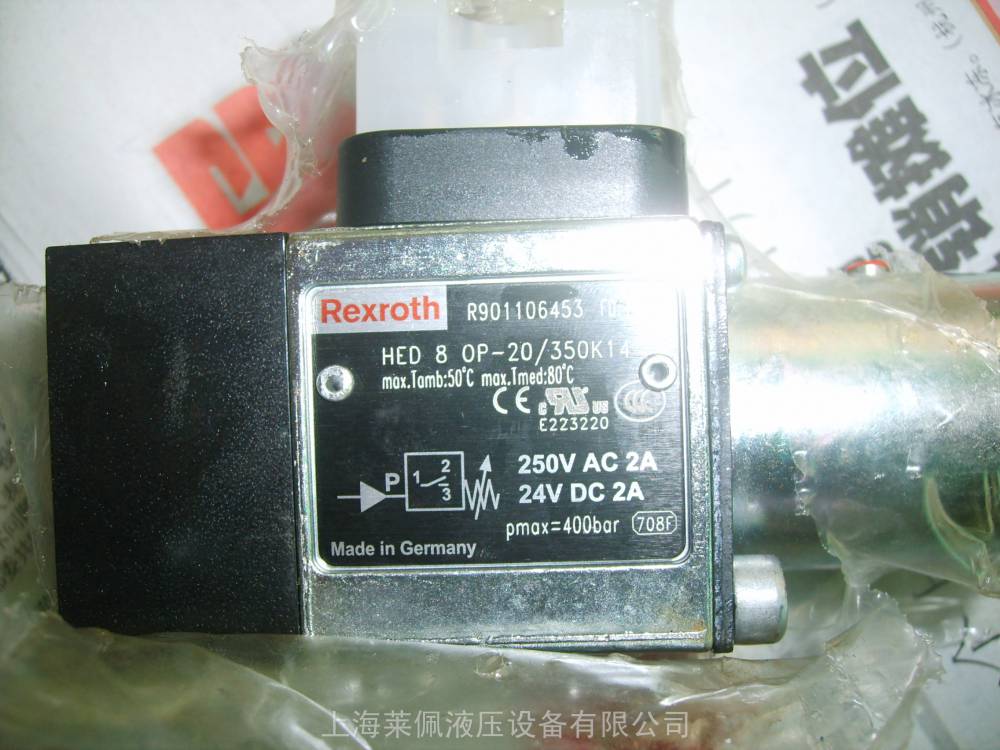 Rexroth R901106453
HED 8 OP-20/350K14
max.Tamb:50°C max.Tmed:80°C
CE c us
E223220
P 1 2 3
250V AC 2A
24V DC 2A
pmax=400bar 708F
Made in Germany
上海莱佩液压设备有限公司